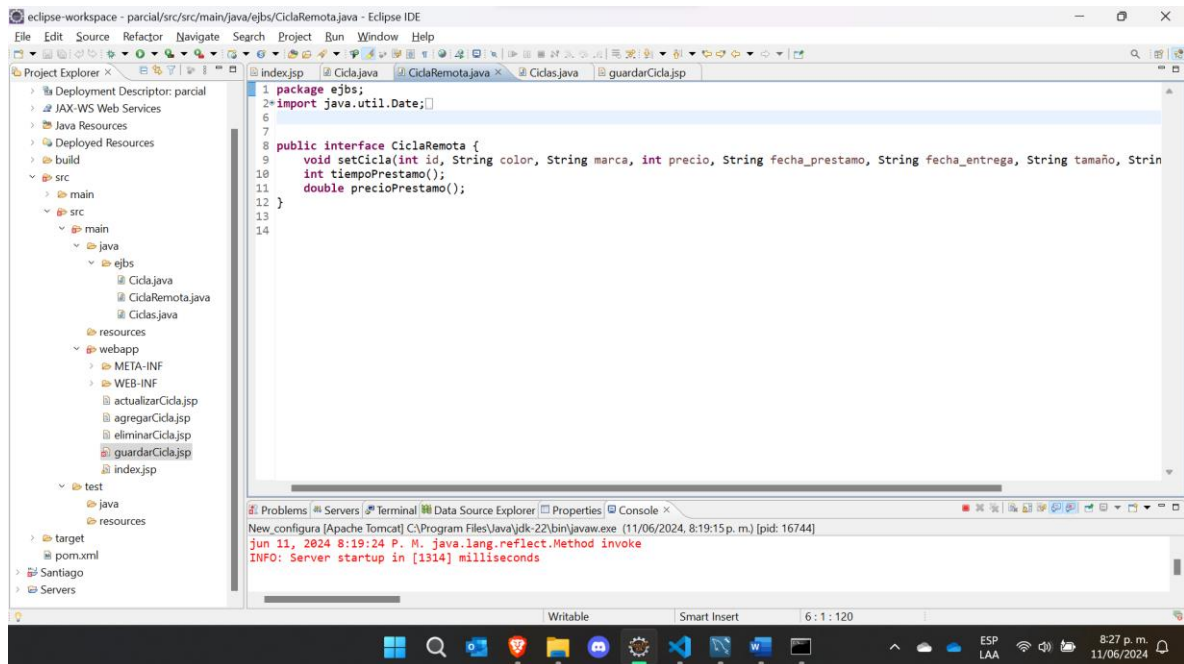 eclipse-workspace - parcial/src/src/main/java/ejbs/CiclaRemota.java - Eclipse IDE
File Edit Source Refactor Navigate Search Project Run Window Help
Project Explorer
index.jsp Cicla.java CiclaRemota.java Ciclas.java guardarCicla.jsp
Deployment Descriptor: parcial
JAX-WS Web Services
Java Resources
Deployed Resources
build
src
main
src
main
java
ejbs
Cicla.java
CiclaRemota.java
Ciclas.java
resources
webapp
META-INF
WEB-INF
actualizarCicla.jsp
agregarCicla.jsp
eliminarCicla.jsp
guardarCicla.jsp
index.jsp
test
java
resources
target
pom.xml
Santiago
Servers
1 package ejbs;
2 import java.util.Date;
6
7
8 public interface CiclaRemota {
9 void setCicla(int id, String color, String marca, int precio, String fecha_prestamo, String fecha_entrega, String tamaño, Strin
10 int tiempoPrestamo();
11 double precioPrestamo();
12 }
13
14
Problems Servers Terminal Data Source Explorer Properties Console
New_configura [Apache Tomcat] C:\Program Files\Java\jdk-22\bin\javaw.exe (11/06/2024, 8:19:15 p. m.) [pid: 16744]
jun 11, 2024 8:19:24 P. M. java.lang.reflect.Method invoke
INFO: Server startup in [1314] milliseconds
Writable Smart Insert 6 : 1 : 120
ESP
LAA
8:27 p. m.
11/06/2024